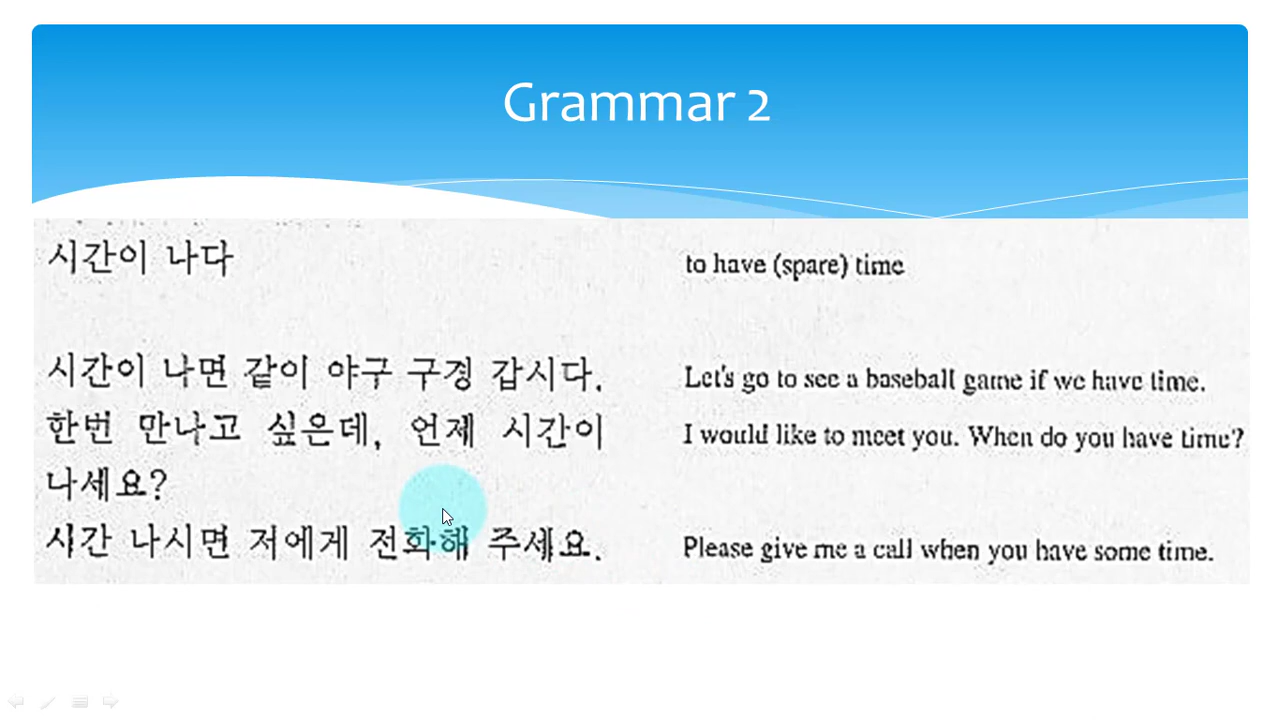 Grammar 2
시간이 나다
to have (spare) time
시간이 나면 같이 야구 구경 갑시다.
Let's go to see a baseball game if we have time.
한번 만나고 싶은데, 언제 시간이
나세요?
I would like to meet you. When do you have time?
시간 나시면 저에게 전화해 주세요.
Please give me a call when you have some time.